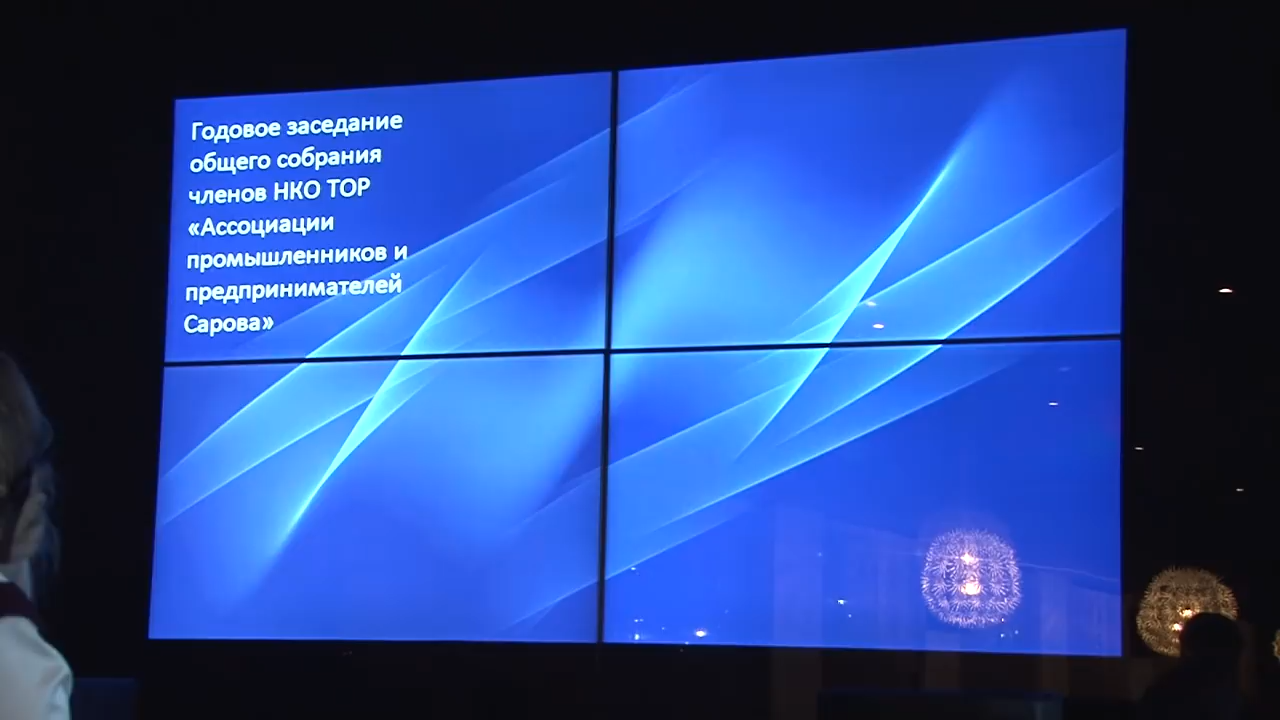 Годовое заседание
общего собрания
членов НКО ТОР
«Ассоциации
промышленников и
предпринимателей
Сарова»